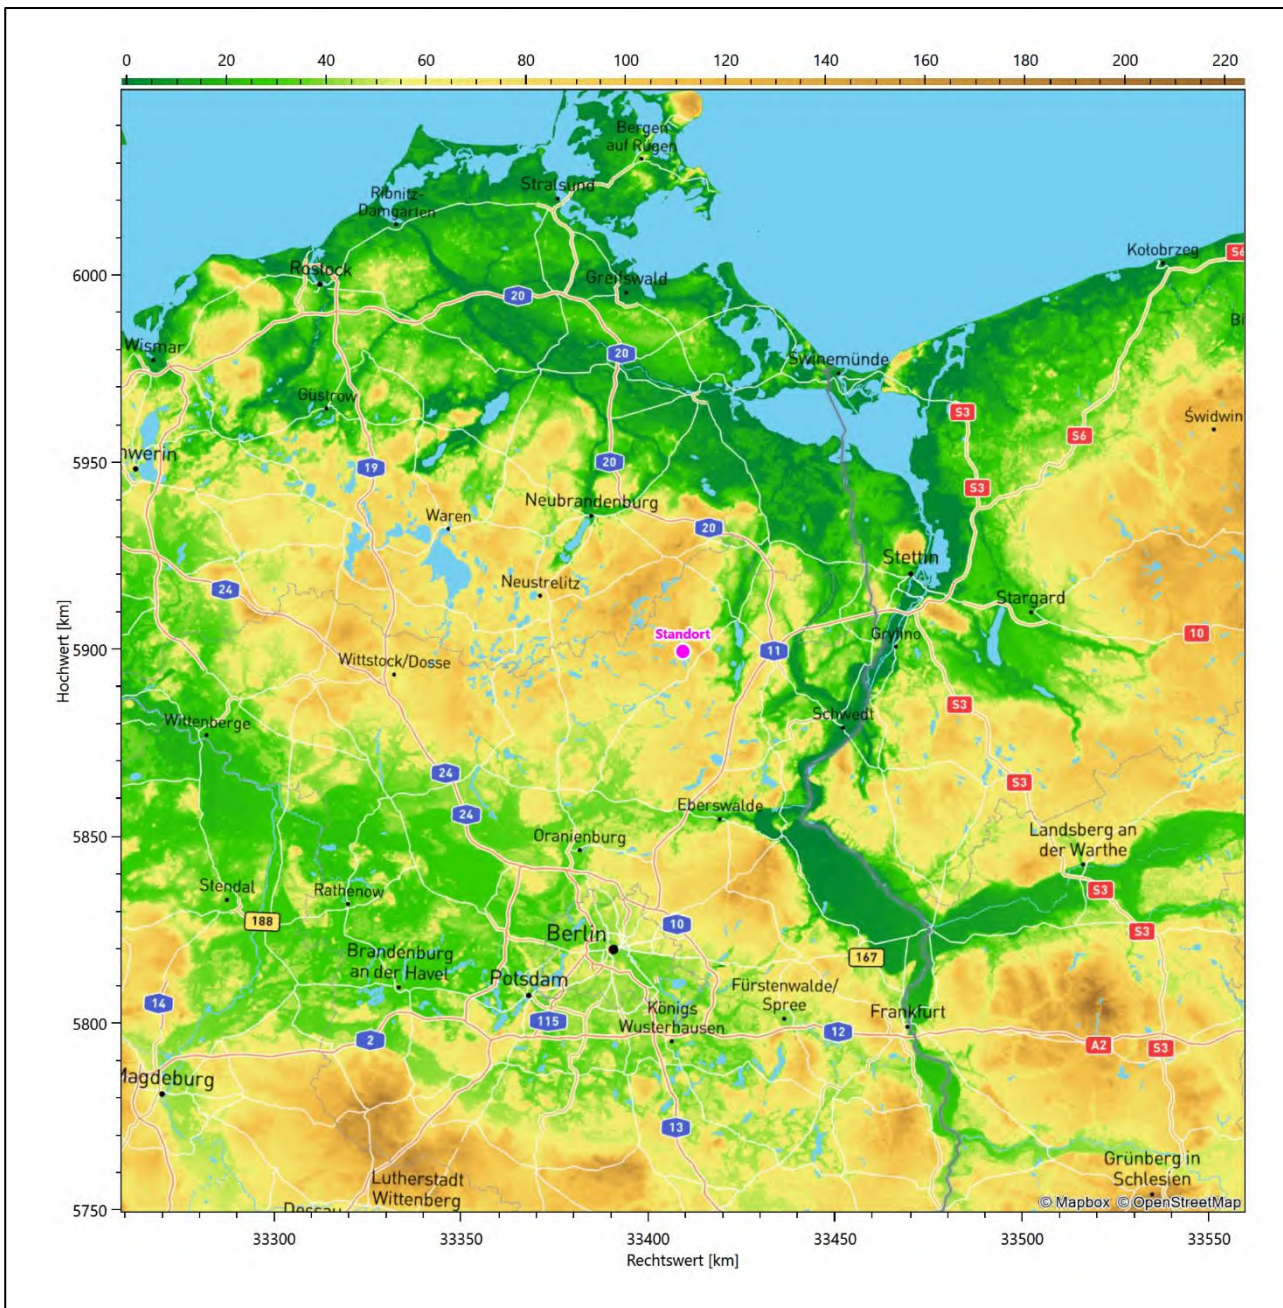 0 20 40 60 80 100 120 140 160 180 200 220
Bergen
auf Rügen
Stralsund
Ribnitz-
Damgarten
Kołobrzeg
S6
6000
Rostock
Greifswald
20
Bi
Wismar
20
Swinemünde
Güstrow
S3
Świdwin
S6
hwerin
5950
19
20
S3
Neubrandenburg
Waren
20
Stettin
24
Neustrelitz
Stargard
Standort
Gryfino
10
Hochwert [km]
5900
11
Wittstock/Dosse
S3
Schwedt
Wittenberge
24
S3
24
Eberswalde
5850
Oranienburg
Landsberg an
der Warthe
Stendal
Rathenow
S3
188
10
S3
Berlin
Brandenburg
an der Havel
167
Potsdam
Fürstenwalde/
Spree
14
Königs
Wusterhausen
Frankfurt
5800
115
2
12
A2
S3
Magdeburg
13
Lutherstadt
Wittenberg
Grünberg in
Schlesien
Dessau
5750
© Mapbox © OpenStreetMap
33300 33350 33400 33450 33500 33550
Rechtswert [km]